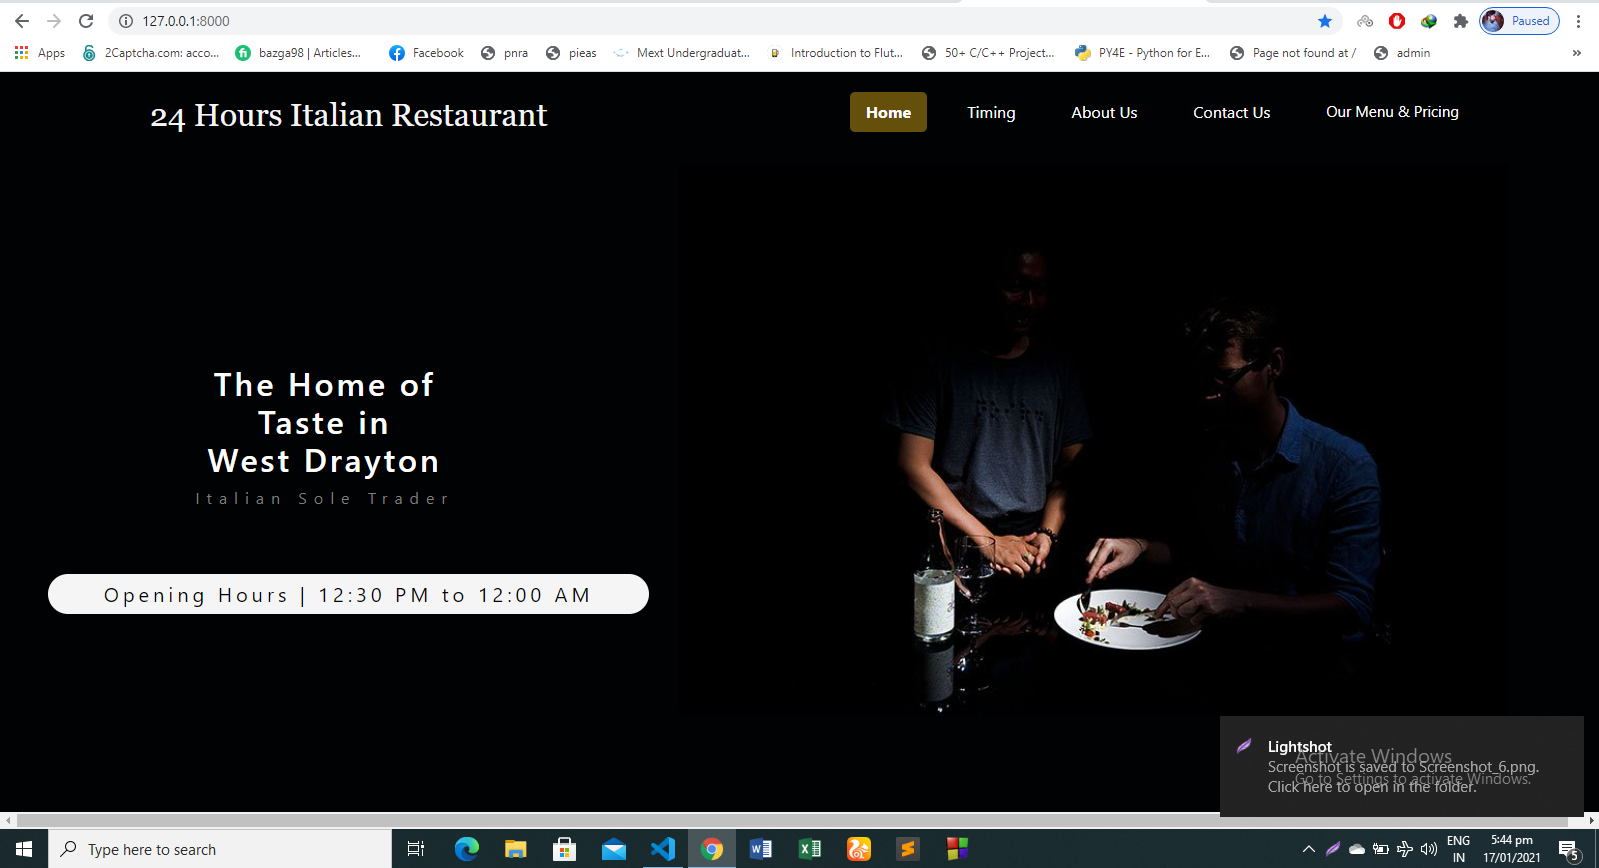 127.0.0.1:8000
Paused
Apps
2Captcha.com: acco...
bazga98 | Articles...
Facebook
pnra
pieas
Mext Undergraduat...
Introduction to Flut...
50+ C/C++ Project...
PY4E - Python for E...
Page not found at /
admin
»
24 Hours Italian Restaurant
Home
Timing
About Us
Contact Us
Our Menu & Pricing
The Home of
Taste in
West Drayton
Italian Sole Trader
Opening Hours | 12:30 PM to 12:00 AM
Lightshot
Activate Windows
Screenshot is saved to Screenshot_6.png.
Go to Settings to activate Windows.
Click here to open in the folder.
Type here to search
ENG
IN
5:44 pm
17/01/2021
5